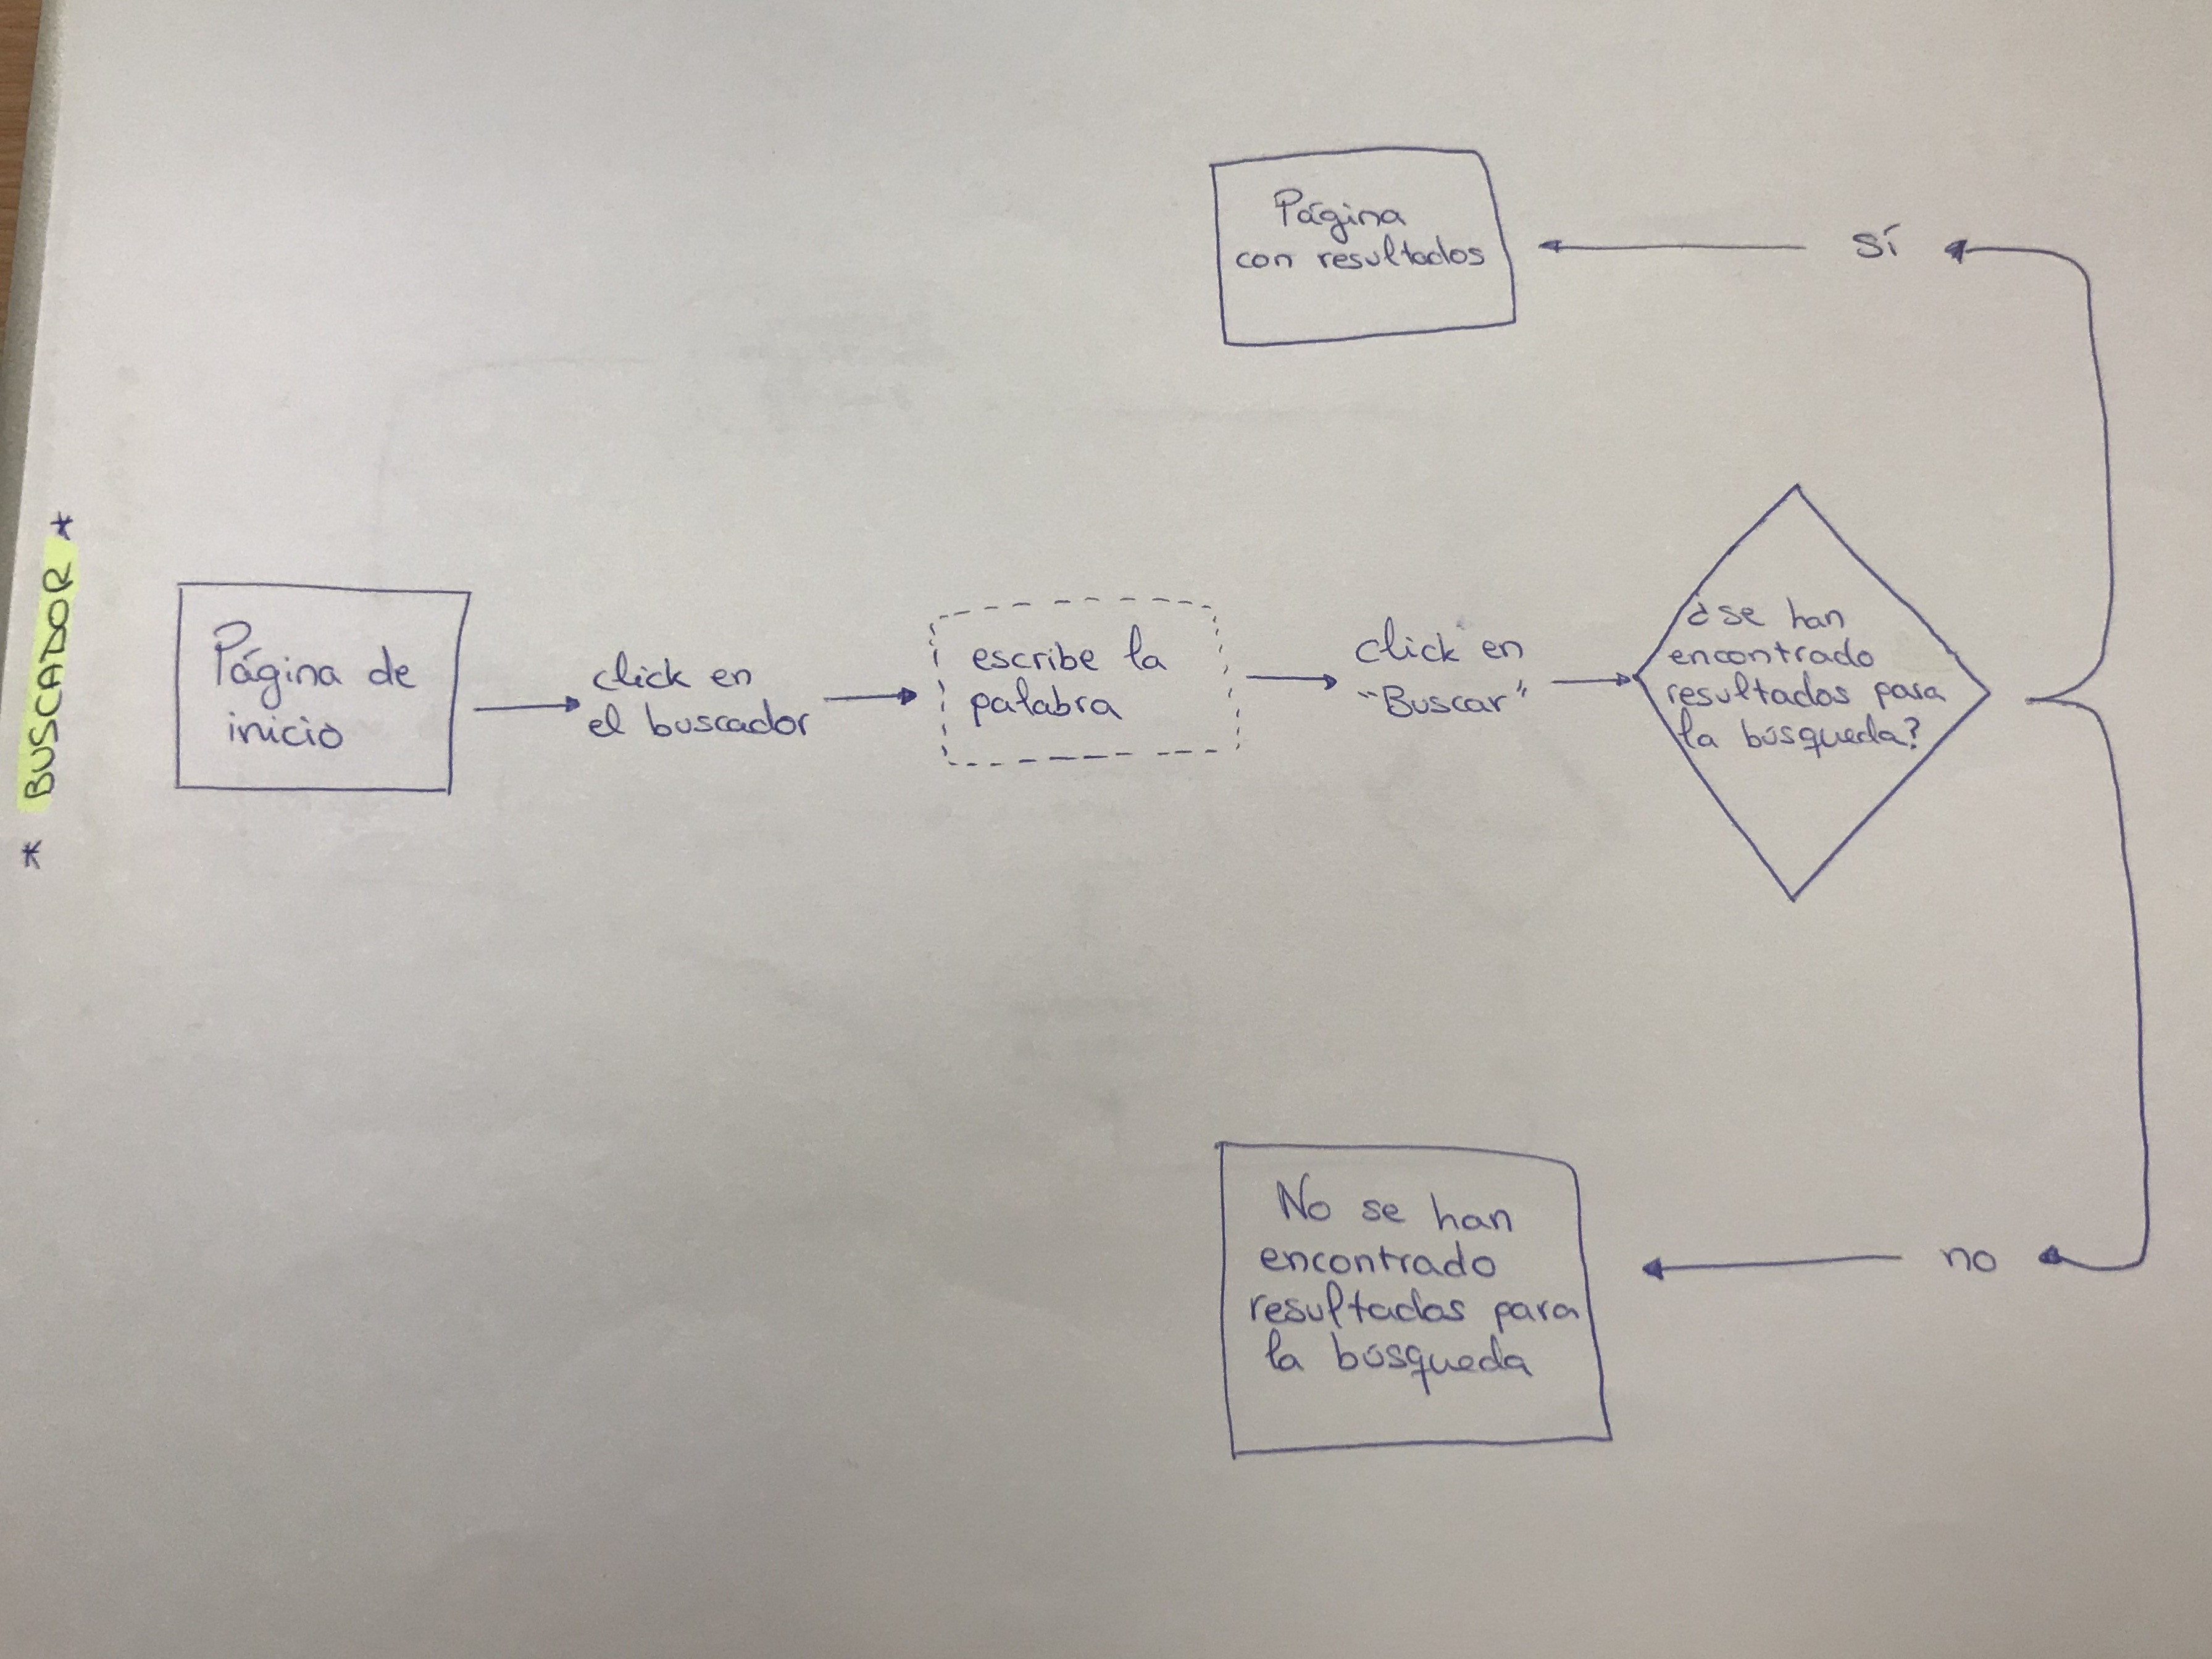 * BUSCADOR *
Página de
inicio
click en
el buscador
escribe la
palabra
click en
"Buscar"
¿se han
encontrado
resultados para
la búsqueda?
sí
Página
con resultados
no
No se han
encontrado
resultados para
la búsqueda